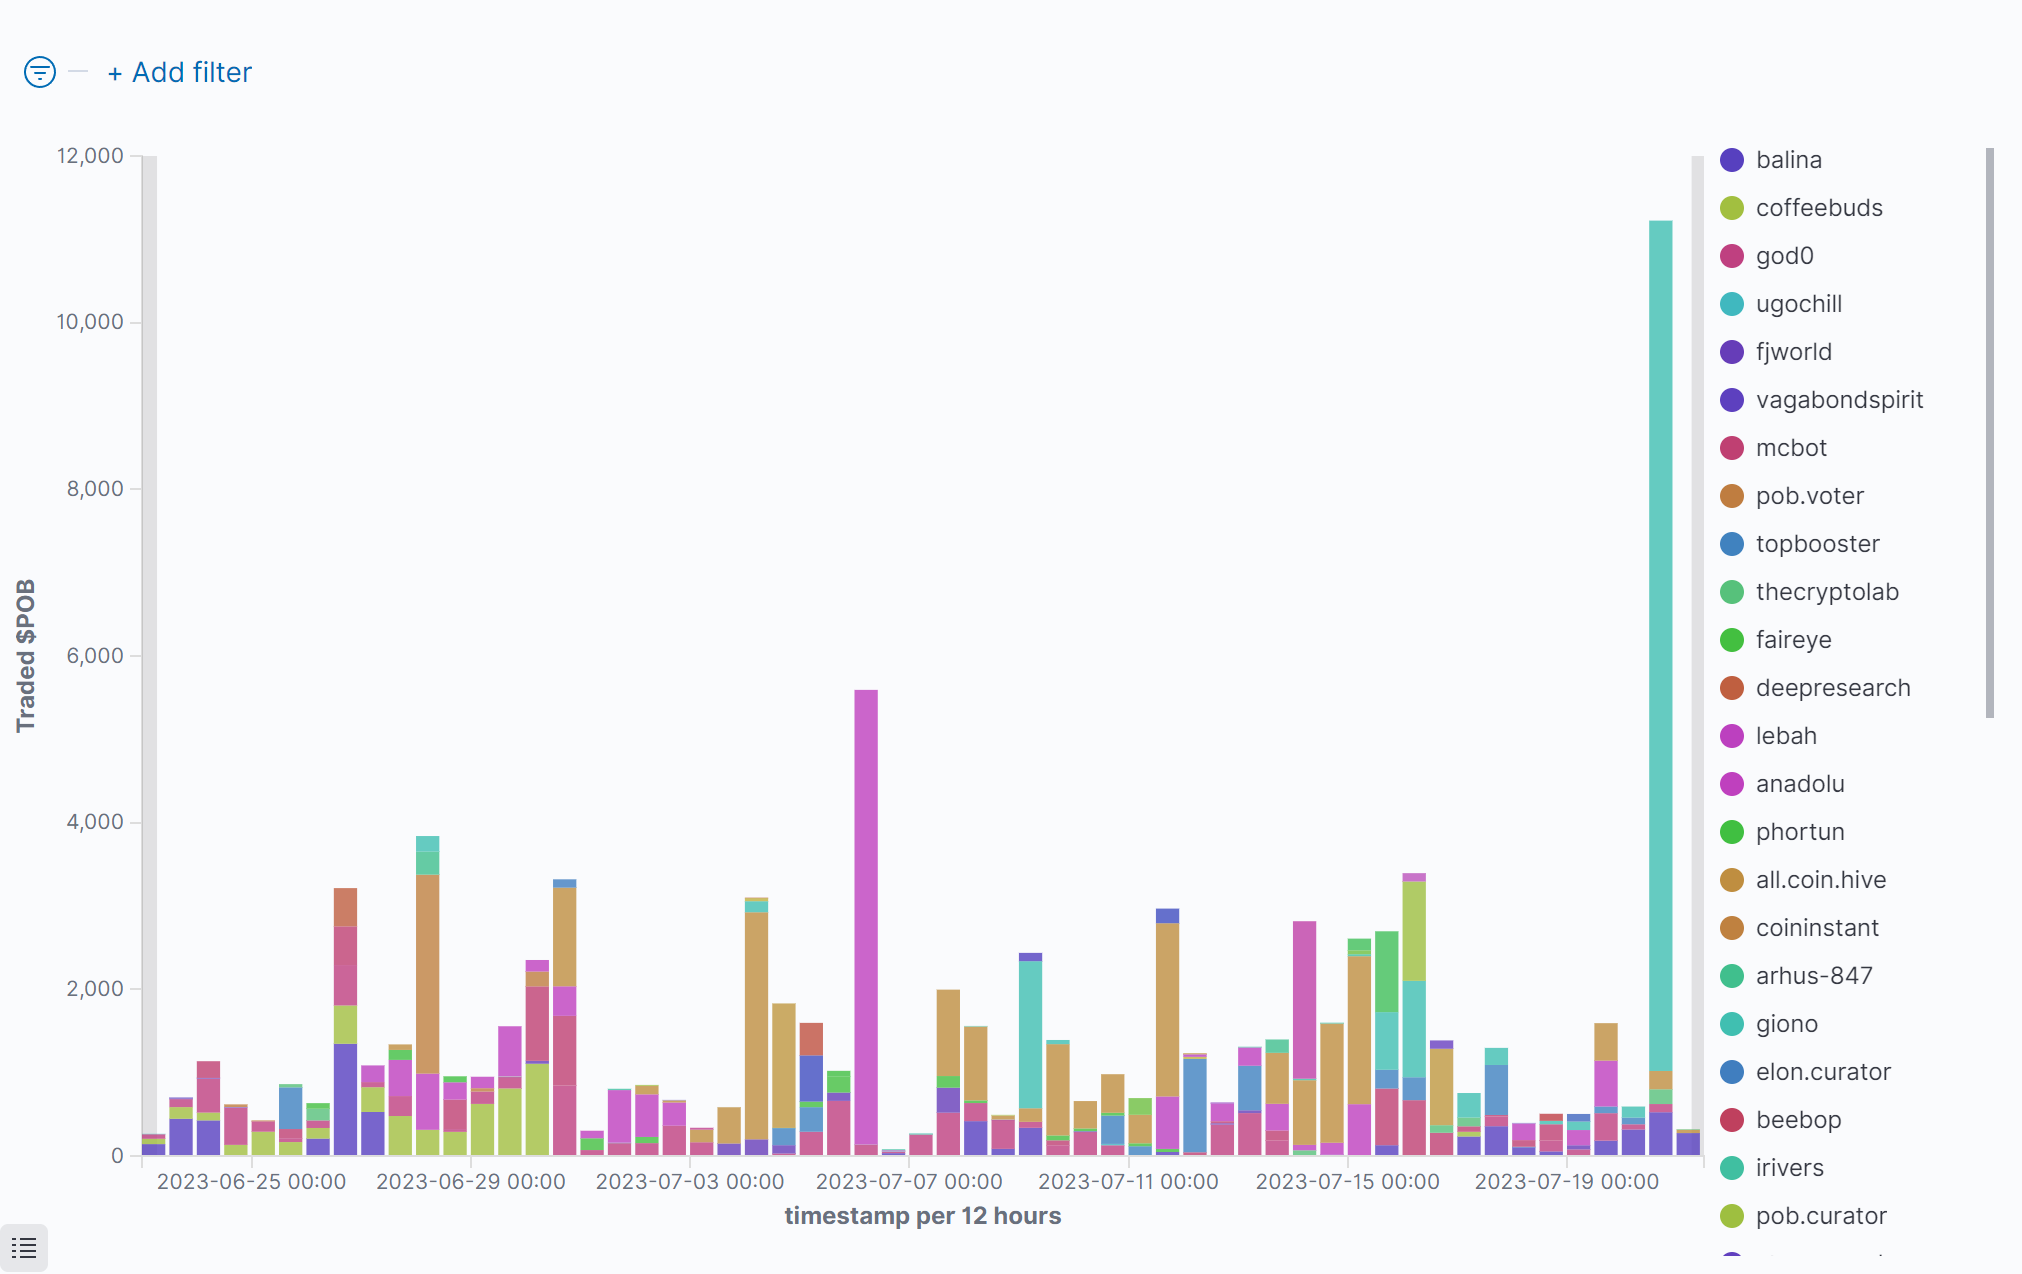 + Add filter
12,000
10,000
8,000
6,000
4,000
2,000
0
Traded $POB
2023-06-25 00:00
2023-06-29 00:00
2023-07-03 00:00
2023-07-07 00:00
2023-07-11 00:00
2023-07-15 00:00
2023-07-19 00:00
timestamp per 12 hours
balina
coffeebuds
god0
ugochill
fjworld
vagabondspirit
mcbot
pob.voter
topbooster
thecryptolab
faireye
deepresearch
lebah
anadolu
phortun
all.coin.hive
coininstant
arhus-847
giono
elon.curator
beebop
irivers
pob.curator